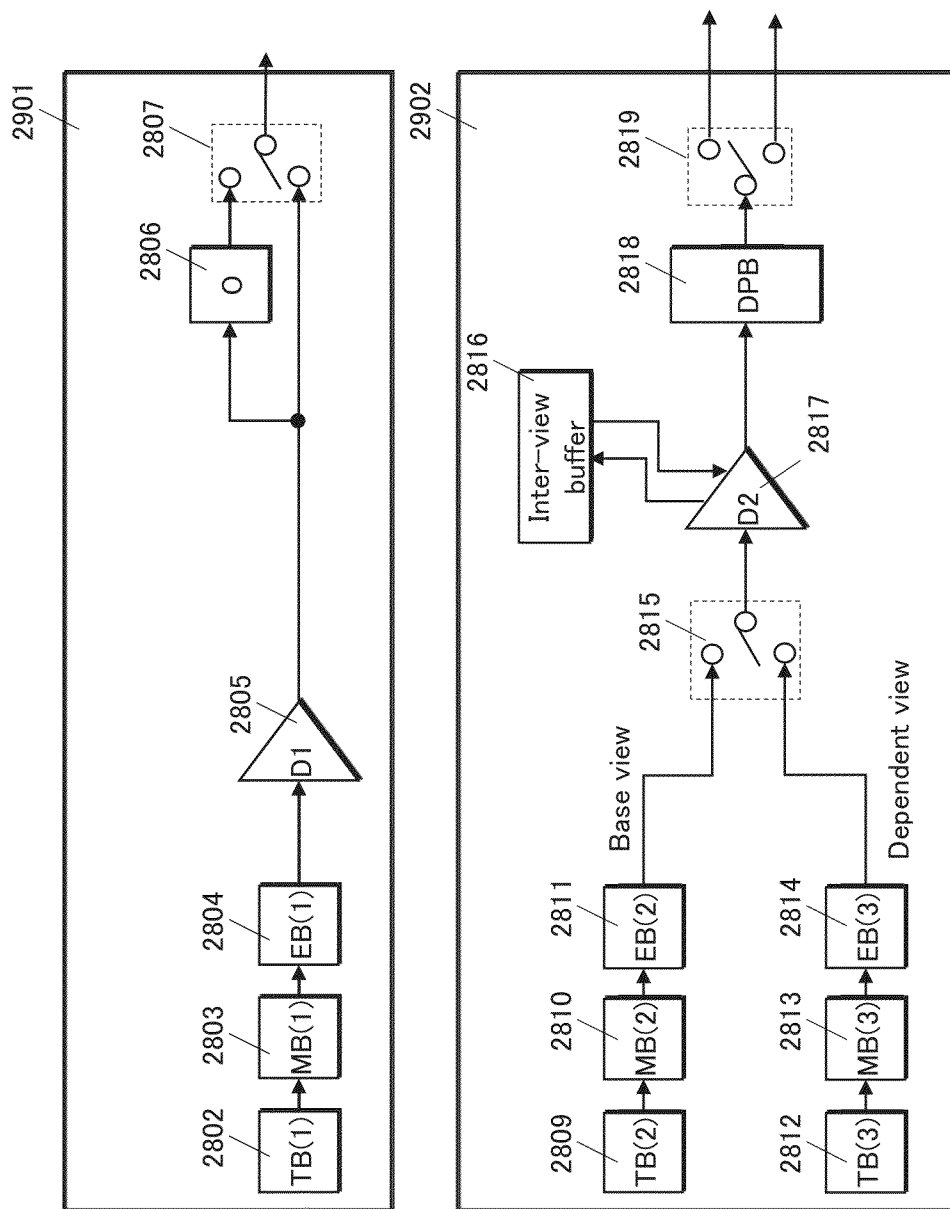 2901
2802
TB(1)
2803
MB(1)
2804
EB(1)
2805
D1
2806
O
2807
2902
2809
TB(2)
2810
MB(2)
2811
EB(2)
Base view
2812
TB(3)
2813
MB(3)
2814
EB(3)
Dependent view
2815
2816
Inter-view
buffer
D2
2817
2818
DPB
2819